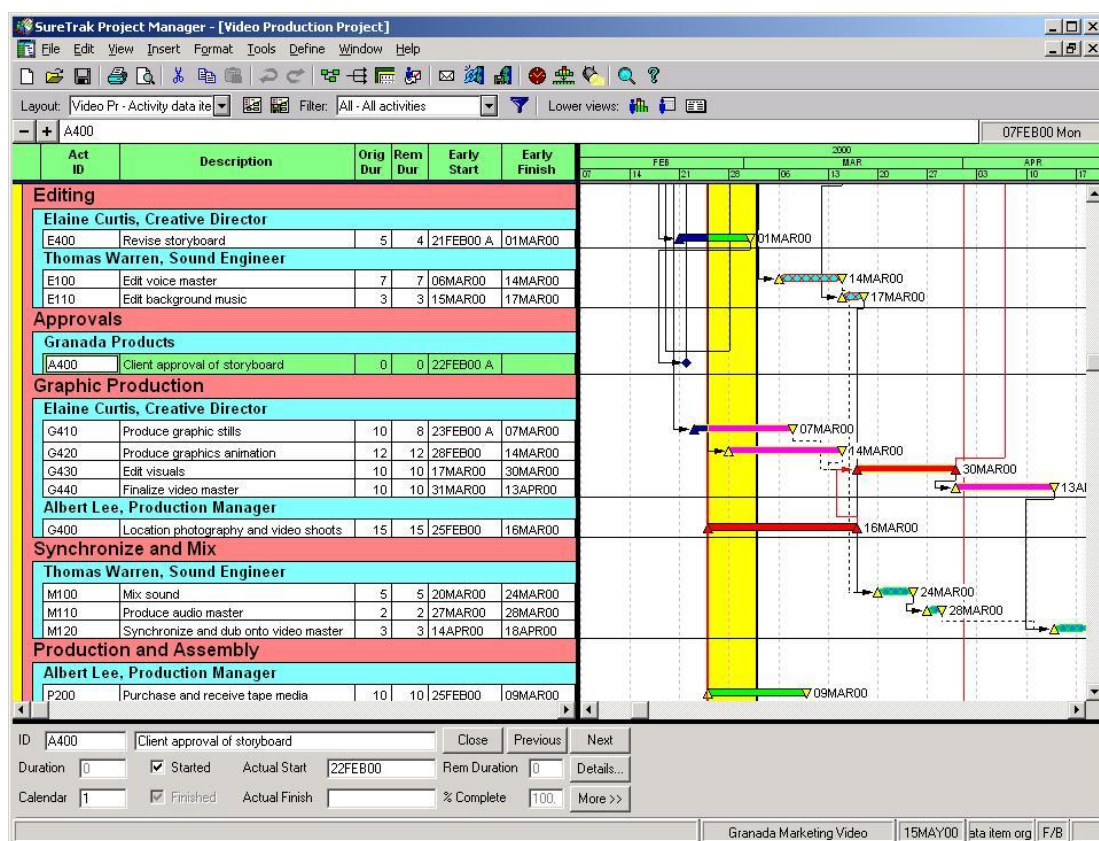 SureTrak Project Manager - [Video Production Project]
File Edit View Insert Format Tools Define Window Help
Layout: Video Pr - Activity data ite Filter: All - All activities Lower views:
A400 07FEB00 Mon
Act ID Description Orig Dur Rem Dur Early Start Early Finish
2000
FEB MAR APR
07 14 21 28 06 13 20 27 03 10 17
Editing
Elaine Curtis, Creative Director
E400 Revise storyboard 5 4 21FEB00 A 01MAR00 01MAR00
Thomas Warren, Sound Engineer
E100 Edit voice master 7 7 06MAR00 14MAR00 14MAR00
E110 Edit background music 3 3 15MAR00 17MAR00 17MAR00
Approvals
Granada Products
A400 Client approval of storyboard 0 0 22FEB00 A
Graphic Production
Elaine Curtis, Creative Director
G410 Produce graphic stills 10 8 23FEB00 A 07MAR00 07MAR00
G420 Produce graphics animation 12 12 28FEB00 14MAR00 14MAR00
G430 Edit visuals 10 10 17MAR00 30MAR00 30MAR00
G440 Finalize video master 10 10 31MAR00 13APR00 13A
Albert Lee, Production Manager
G400 Location photography and video shoots 15 15 25FEB00 16MAR00 16MAR00
Synchronize and Mix
Thomas Warren, Sound Engineer
M100 Mix sound 5 5 20MAR00 24MAR00 24MAR00
M110 Produce audio master 2 2 27MAR00 28MAR00 28MAR00
M120 Synchronize and dub onto video master 3 3 14APR00 18APR00
Production and Assembly
Albert Lee, Production Manager
P200 Purchase and receive tape media 10 10 25FEB00 09MAR00 09MAR00
ID A400 Client approval of storyboard Close Previous Next
Duration 0 Started Actual Start 22FEB00 Rem Duration 0 Details...
Calendar 1 Finished Actual Finish % Complete 100. More >>
Granada Marketing Video 15MAY00 ata item org F/B